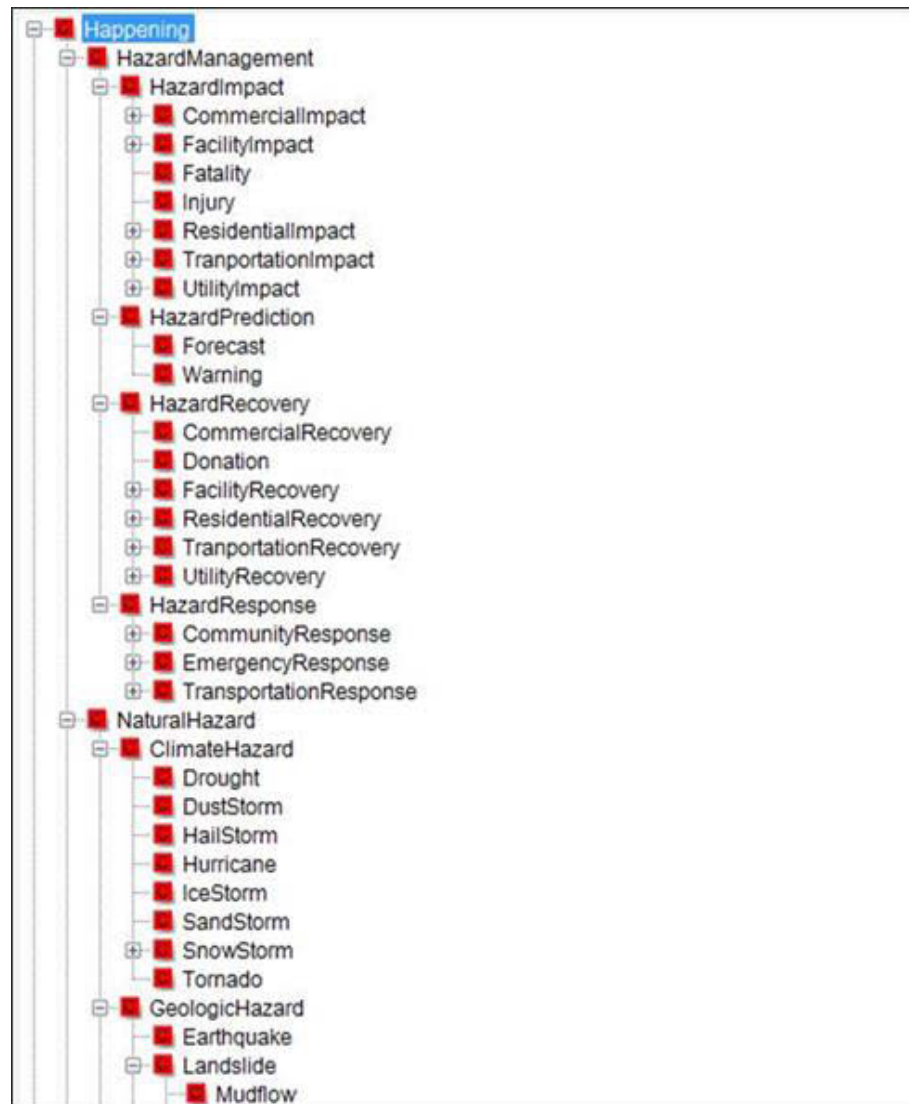 Happening
HazardManagement
HazardImpact
CommercialImpact
FacilityImpact
Fatality
Injury
ResidentialImpact
TranportationImpact
UtilityImpact
HazardPrediction
Forecast
Warning
HazardRecovery
CommercialRecovery
Donation
FacilityRecovery
ResidentialRecovery
TranportationRecovery
UtilityRecovery
HazardResponse
CommunityResponse
EmergencyResponse
TransportationResponse
NaturalHazard
ClimateHazard
Drought
DustStorm
HailStorm
Hurricane
IceStorm
SandStorm
SnowStorm
Tornado
GeologicHazard
Earthquake
Landslide
Mudflow